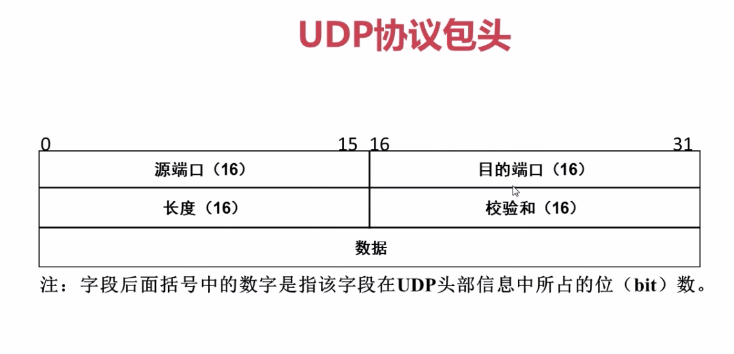 UDP协议包头
0 15 16 31
源端口（16） 目的端口（16）
长度（16） 校验和（16）
数据
注：字段后面括号中的数字是指该字段在UDP头部信息中所占的位（bit）数。